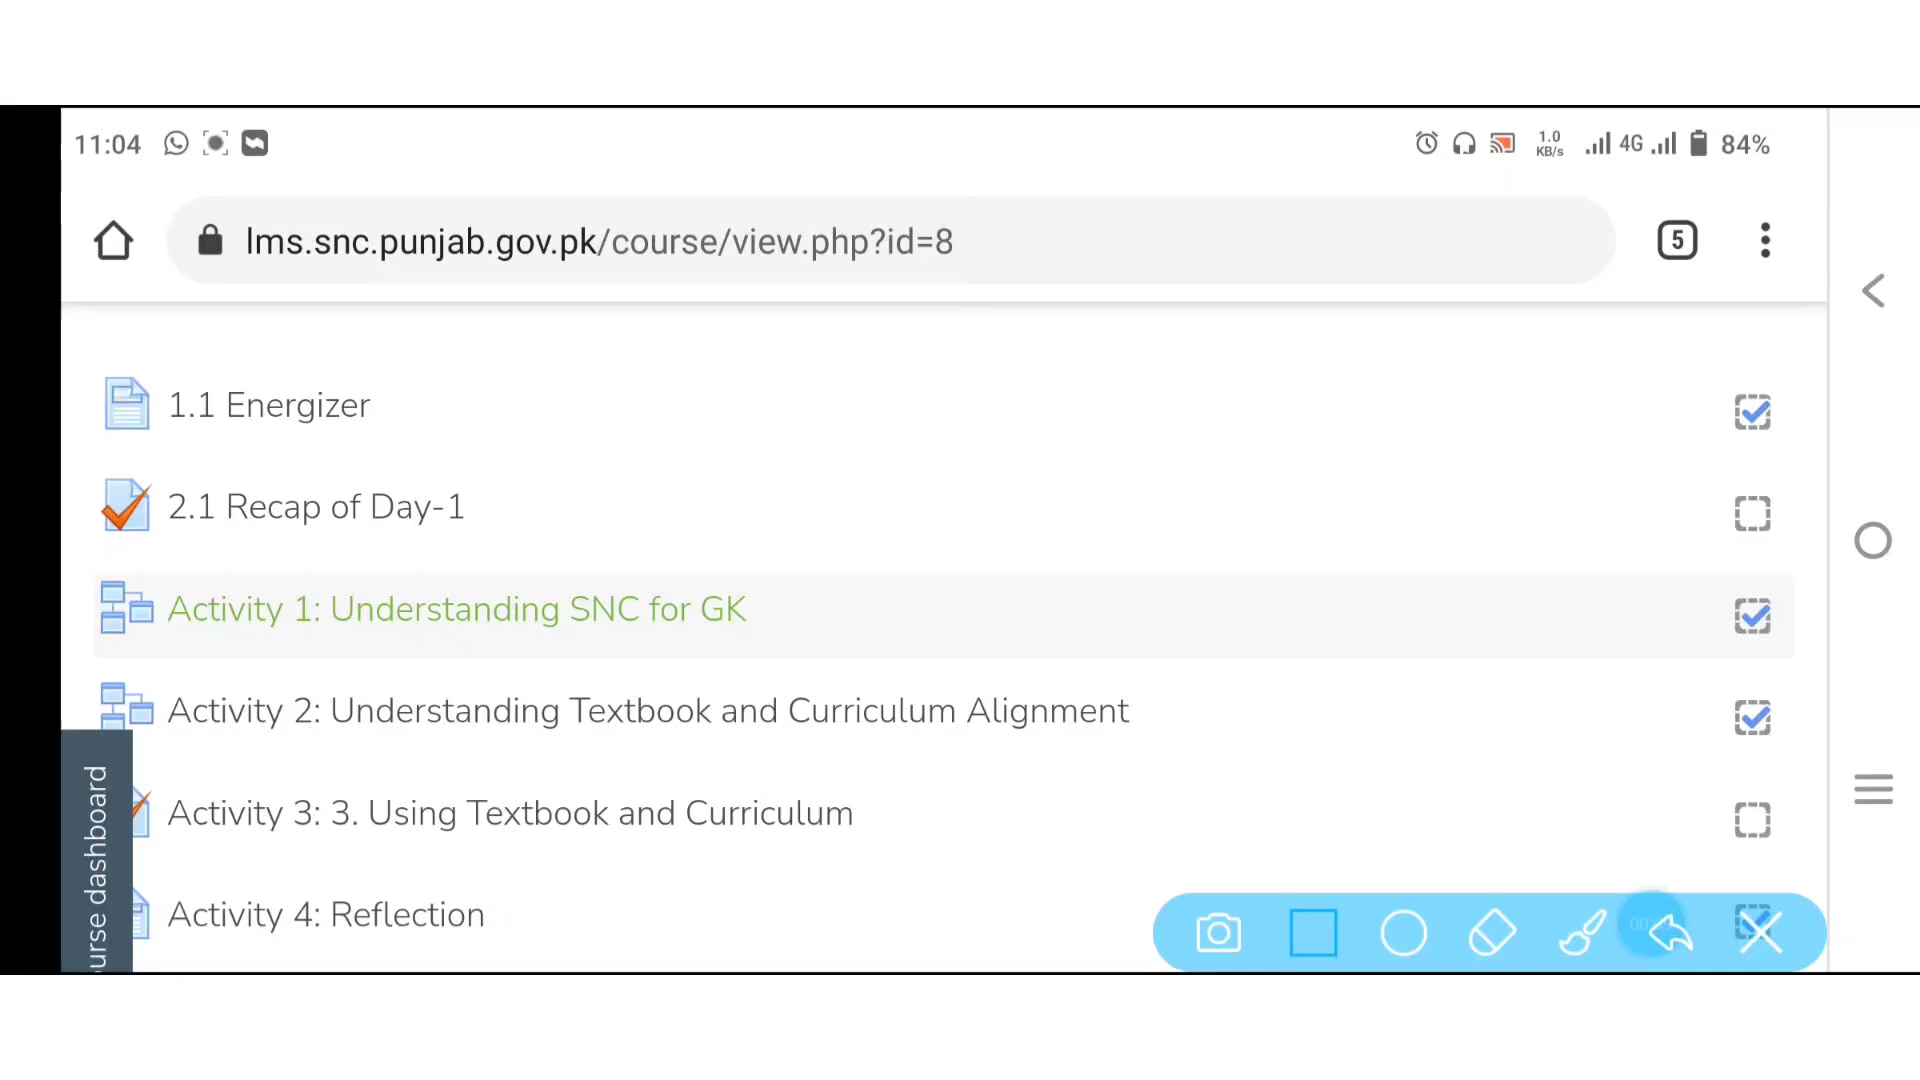 11:04 1.0 KB/s 4G 84%
lms.snc.punjab.gov.pk/course/view.php?id=8 5
1.1 Energizer
2.1 Recap of Day-1
Activity 1: Understanding SNC for GK
Activity 2: Understanding Textbook and Curriculum Alignment
Activity 3: 3. Using Textbook and Curriculum
Activity 4: Reflection
urse dashboard